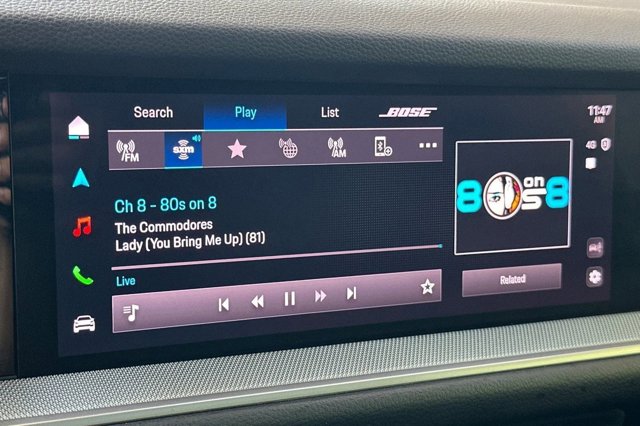 Search
Play
List
BOSE
11:47
AM
FM
sxm
AM
4G
Ch 8 - 80s on 8
The Commodores
Lady (You Bring Me Up) (81)
Live
80s on 8
Related